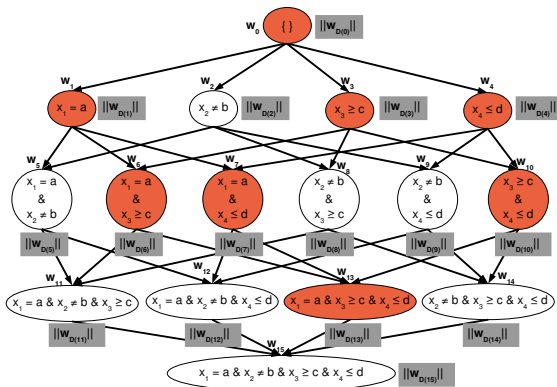 w0 { } ||wD(0)||
w1 w2 w3 w4
x1 = a ||wD(1)|| x2 ≠ b ||wD(2)|| x3 ≥ c ||wD(3)|| x4 ≤ d ||wD(4)||
w5 w6 w7 w8 w9 w10
x1 = a & x2 ≠ b
x1 = a & x3 ≥ c
x1 = a & x4 ≤ d
x2 ≠ b & x3 ≥ c
x2 ≠ b & x4 ≤ d
x3 ≥ c & x4 ≤ d
||wD(5)|| ||wD(6)|| ||wD(7)|| ||wD(8)|| ||wD(9)|| ||wD(10)||
w11 w12 w13 w14
x1 = a & x2 ≠ b & x3 ≥ c
x1 = a & x2 ≠ b & x4 ≤ d
x1 = a & x3 ≥ c & x4 ≤ d
x2 ≠ b & x3 ≥ c & x4 ≤ d
||wD(11)|| ||wD(12)|| ||wD(13)|| ||wD(14)||
w15
x1 = a & x2 ≠ b & x3 ≥ c & x4 ≤ d ||wD(15)||